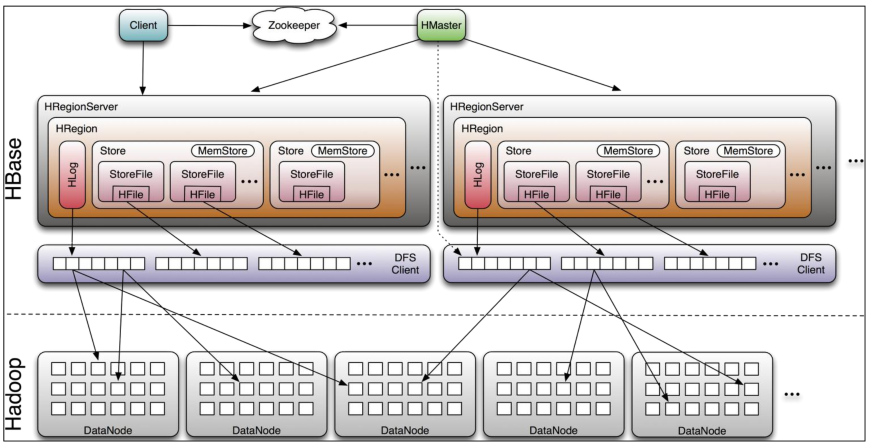 Client
Zookeeper
HMaster
HBase
HRegionServer
HRegion
HLog
Store
MemStore
StoreFile
HFile
StoreFile
HFile
...
Store
MemStore
StoreFile
...
...
HRegionServer
HRegion
HLog
Store
MemStore
StoreFile
HFile
StoreFile
HFile
...
Store
MemStore
StoreFile
...
...
...
...
DFS
Client
...
DFS
Client
Hadoop
DataNode
DataNode
DataNode
DataNode
DataNode
...